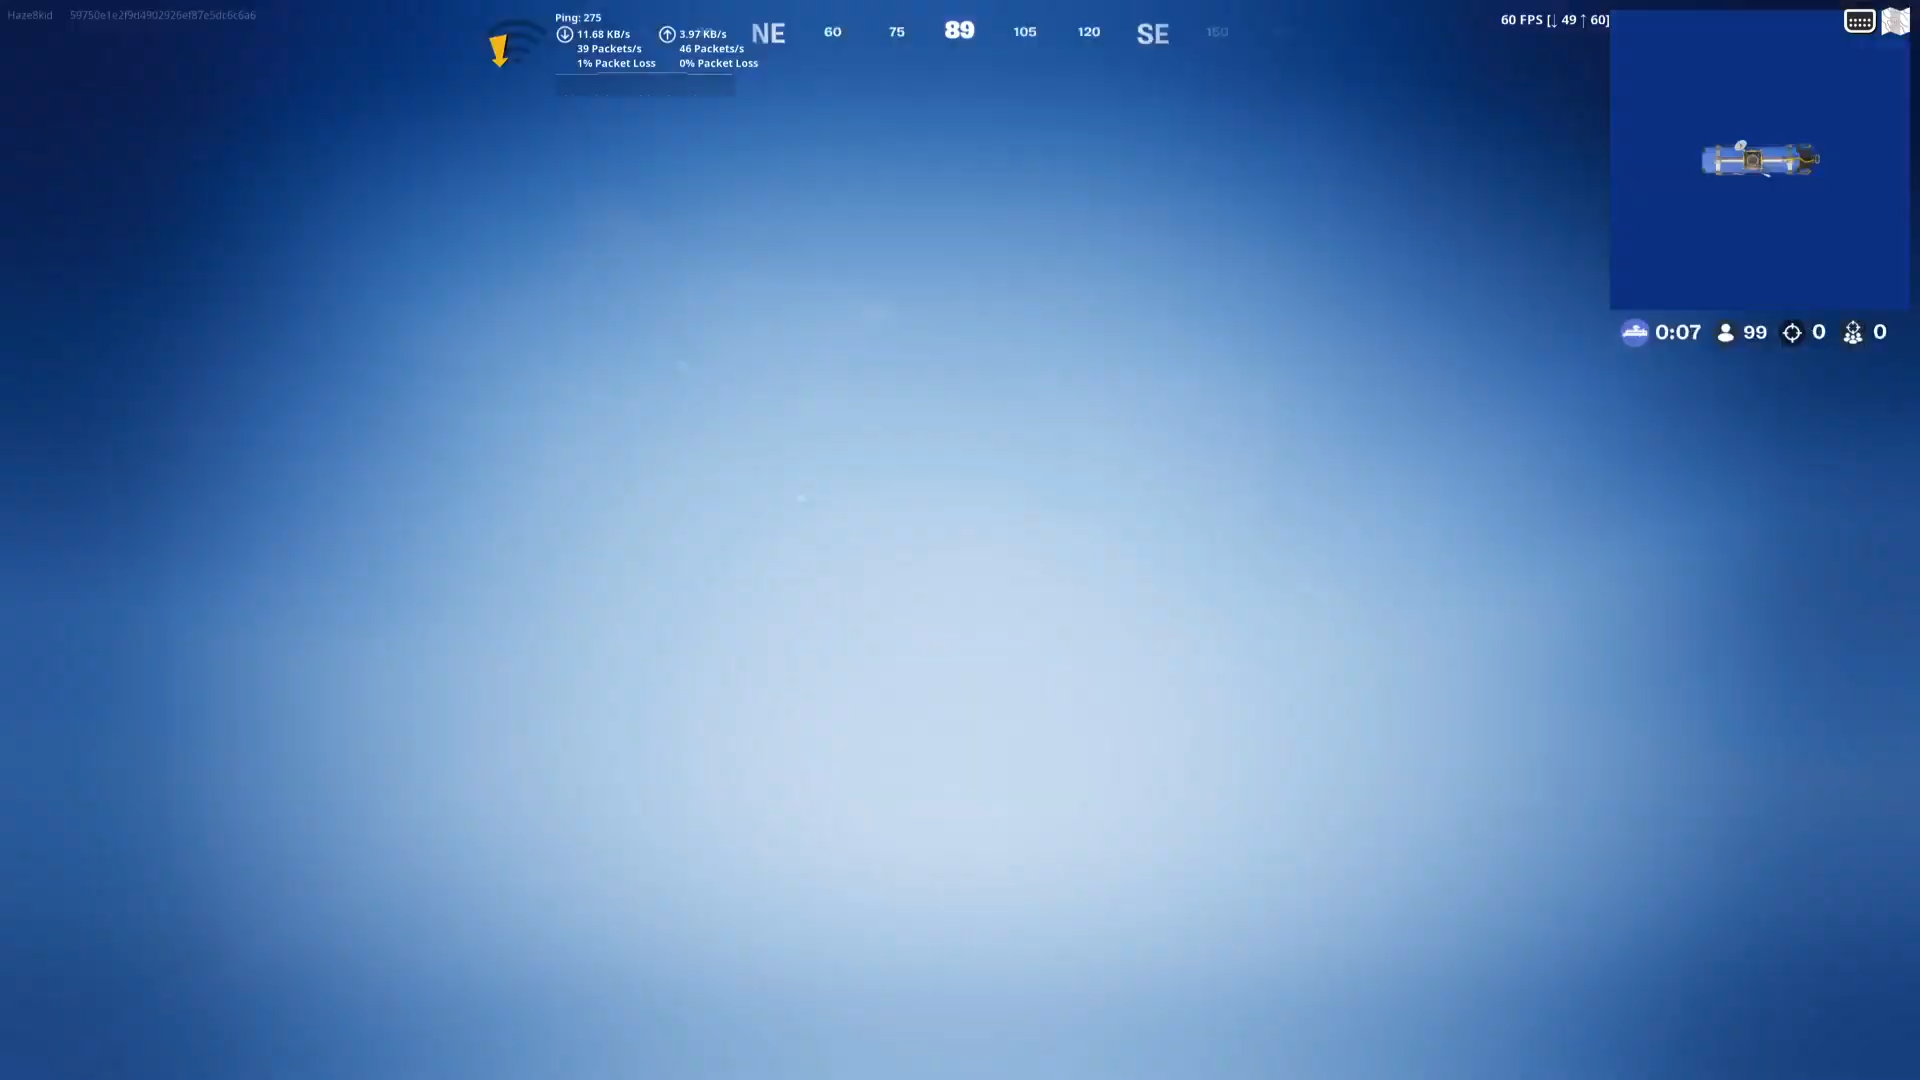 Haze8kid 59750e1e2f9d4902926ef87e5dc6c6a6
Ping: 275
11.68 KB/s 3.97 KB/s
39 Packets/s 46 Packets/s
1% Packet Loss 0% Packet Loss
NE 60 75 89 105 120 SE 150
60 FPS [↓ 49 ↑ 60]
0:07 99 0 0